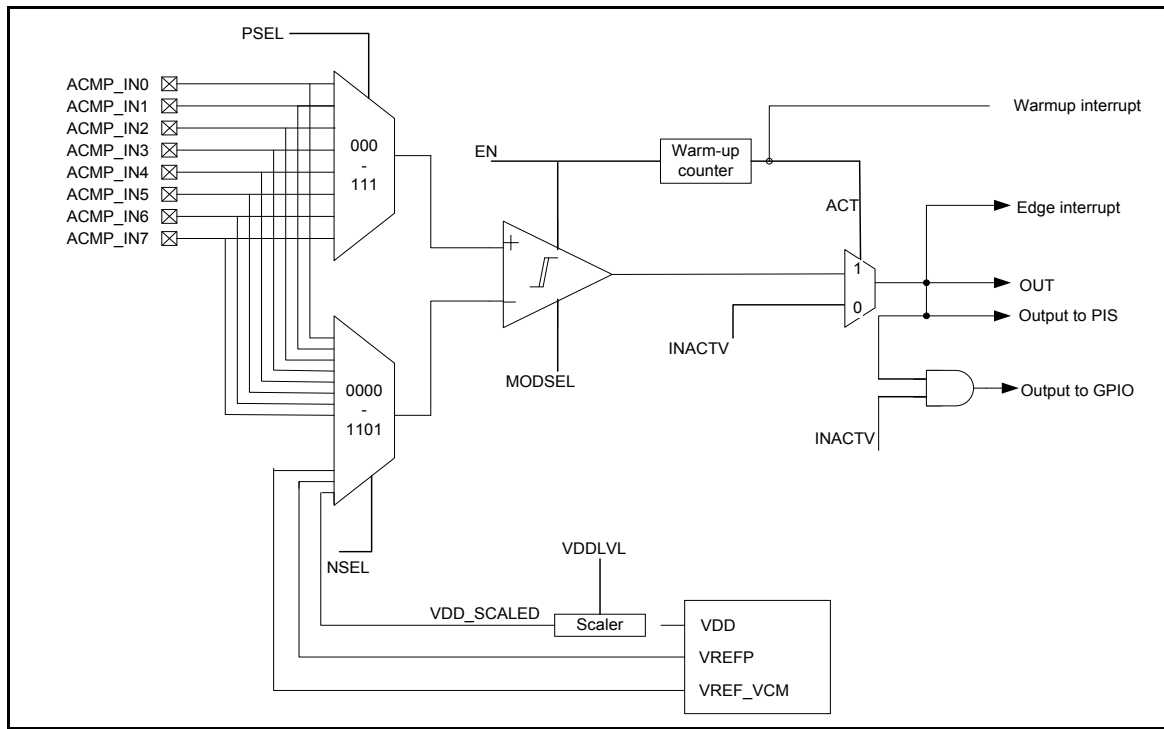 PSEL
ACMP_IN0
ACMP_IN1
ACMP_IN2
ACMP_IN3
ACMP_IN4
ACMP_IN5
ACMP_IN6
ACMP_IN7
000
-
111
EN
Warm-up
counter
Warmup interrupt
ACT
Edge interrupt
1
0
OUT
Output to PIS
INACTV
MODSEL
Output to GPIO
INACTV
0000
-
1101
NSEL
VDDLVL
VDD_SCALED
Scaler
VDD
VREFP
VREF_VCM